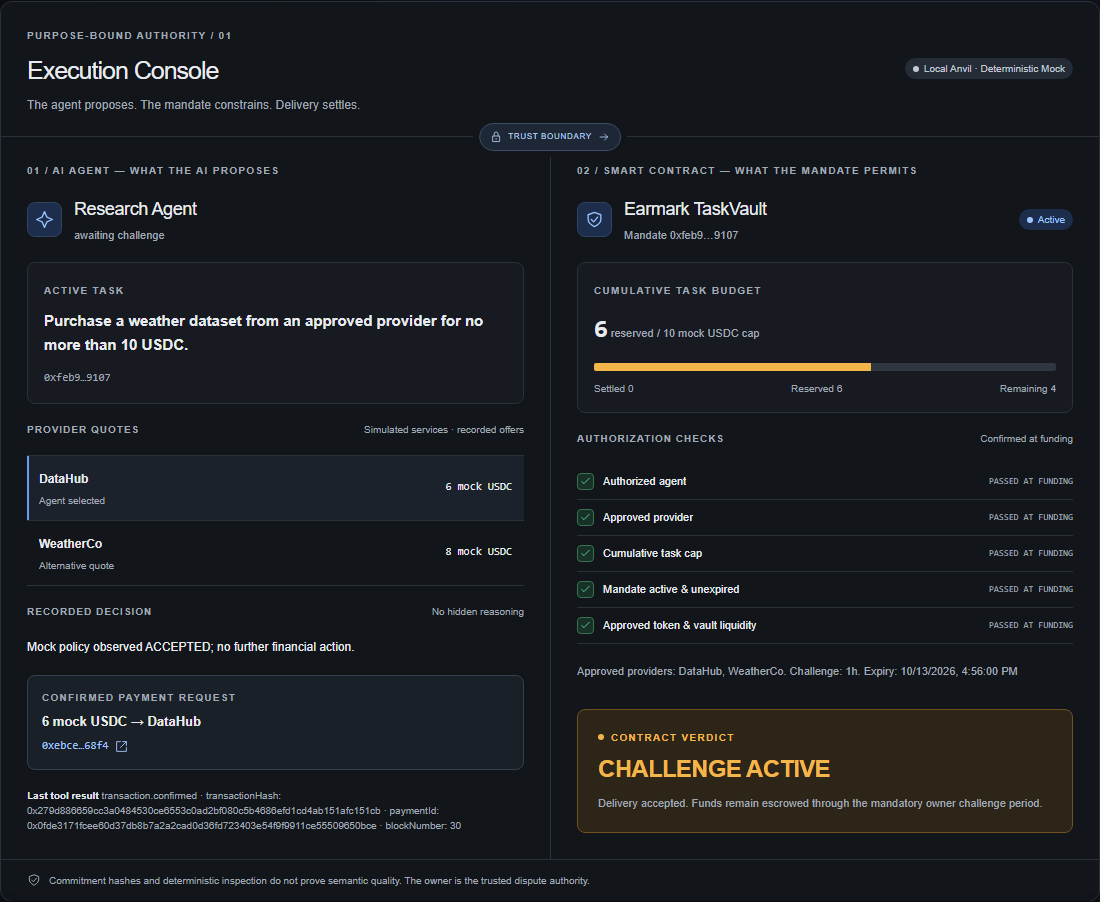 PURPOSE-BOUND AUTHORITY / 01
Execution Console
Local Anvil · Deterministic Mock
The agent proposes. The mandate constrains. Delivery settles.
TRUST BOUNDARY →
01 / AI AGENT — WHAT THE AI PROPOSES
Research Agent
awaiting challenge
ACTIVE TASK
Purchase a weather dataset from an approved provider for no
more than 10 USDC.
0xfeb9…9107
PROVIDER QUOTES
Simulated services · recorded offers
DataHub
Agent selected
6 mock USDC
WeatherCo
Alternative quote
8 mock USDC
RECORDED DECISION
No hidden reasoning
Mock policy observed ACCEPTED; no further financial action.
CONFIRMED PAYMENT REQUEST
6 mock USDC → DataHub
0xebce…68f4
Last tool result transaction.confirmed · transactionHash:
0x279d886659cc3a0484530ce6553c0ad2bf080c5b4686efd1cd4ab151afc151cb · paymentId:
0x0fde3171fcee60d37db8b7a2a2cad0d36fd723403e54f9f9911ce55509650bce · blockNumber: 30
02 / SMART CONTRACT — WHAT THE MANDATE PERMITS
Earmark TaskVault
Mandate 0xfeb9…9107
Active
CUMULATIVE TASK BUDGET
6 reserved / 10 mock USDC cap
Settled 0
Reserved 6
Remaining 4
AUTHORIZATION CHECKS
Confirmed at funding
Authorized agent
PASSED AT FUNDING
Approved provider
PASSED AT FUNDING
Cumulative task cap
PASSED AT FUNDING
Mandate active & unexpired
PASSED AT FUNDING
Approved token & vault liquidity
PASSED AT FUNDING
Approved providers: DataHub, WeatherCo. Challenge: 1h. Expiry: 10/13/2026, 4:56:00 PM
CONTRACT VERDICT
CHALLENGE ACTIVE
Delivery accepted. Funds remain escrowed through the mandatory owner challenge period.
Commitment hashes and deterministic inspection do not prove semantic quality. The owner is the trusted dispute authority.